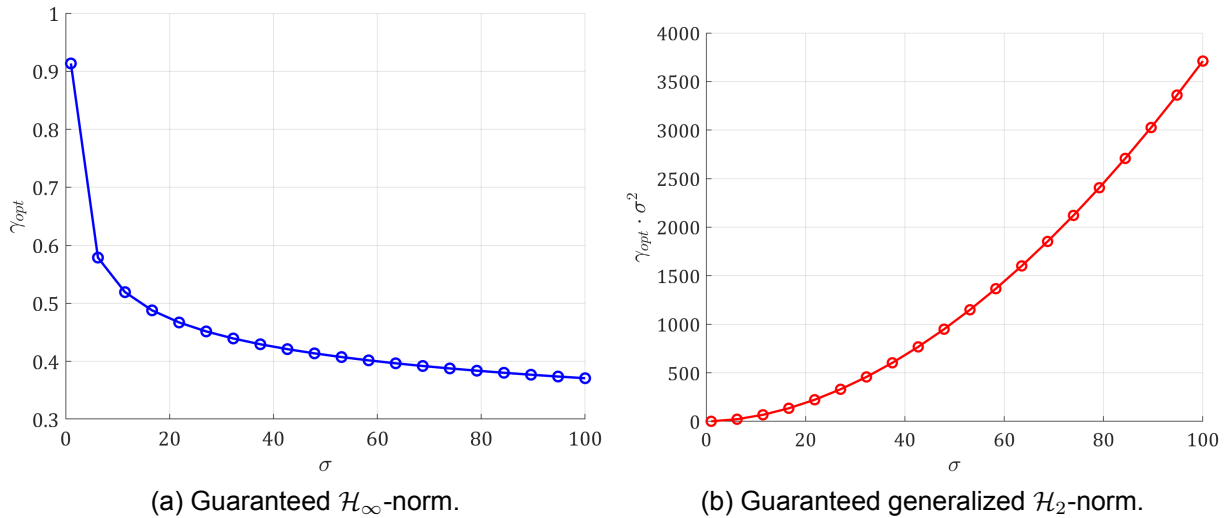 1
0.9
0.8
0.7
0.6
0.5
0.4
0.3
0 20 40 60 80 100
γ_opt
σ
(a) Guaranteed ℋ∞-norm.
4000
3500
3000
2500
2000
1500
1000
500
0
0 20 40 60 80 100
γ_opt · σ²
σ
(b) Guaranteed generalized ℋ₂-norm.